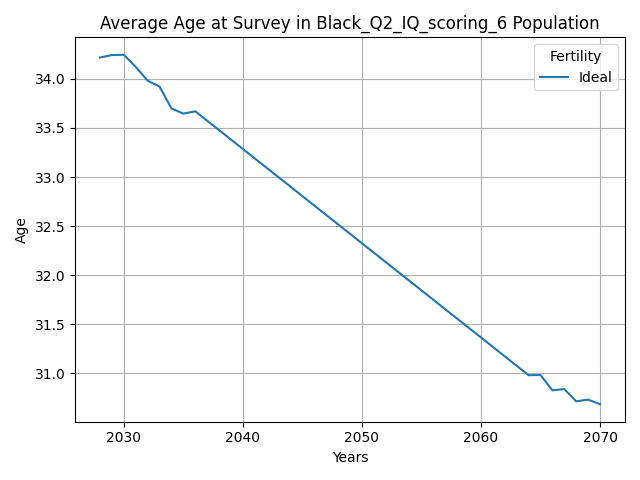 Average Age at Survey in Black_Q2_IQ_scoring_6 Population
Fertility
Ideal
34.0
33.5
33.0
32.5
32.0
31.5
31.0
Age
2030 2040 2050 2060 2070
Years